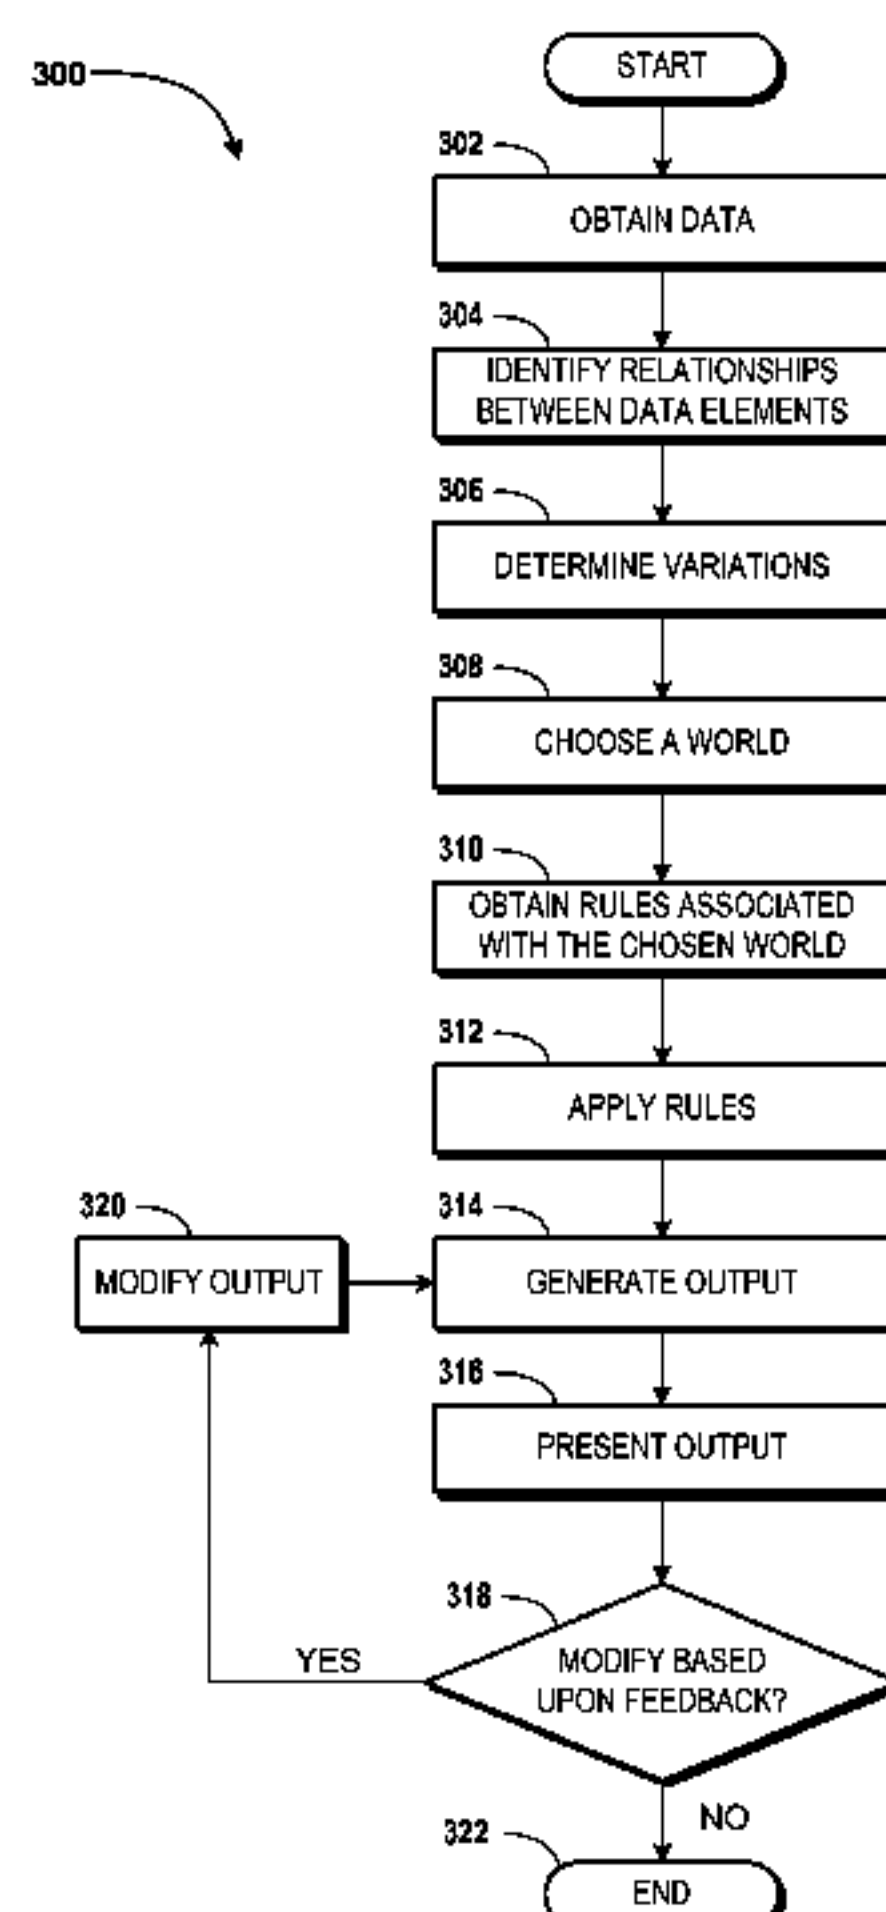 300
START
302
OBTAIN DATA
304
IDENTIFY RELATIONSHIPS
BETWEEN DATA ELEMENTS
306
DETERMINE VARIATIONS
308
CHOOSE A WORLD
310
OBTAIN RULES ASSOCIATED
WITH THE CHOSEN WORLD
312
APPLY RULES
320
MODIFY OUTPUT
314
GENERATE OUTPUT
316
PRESENT OUTPUT
318
MODIFY BASED
UPON FEEDBACK?
YES
NO
322
END